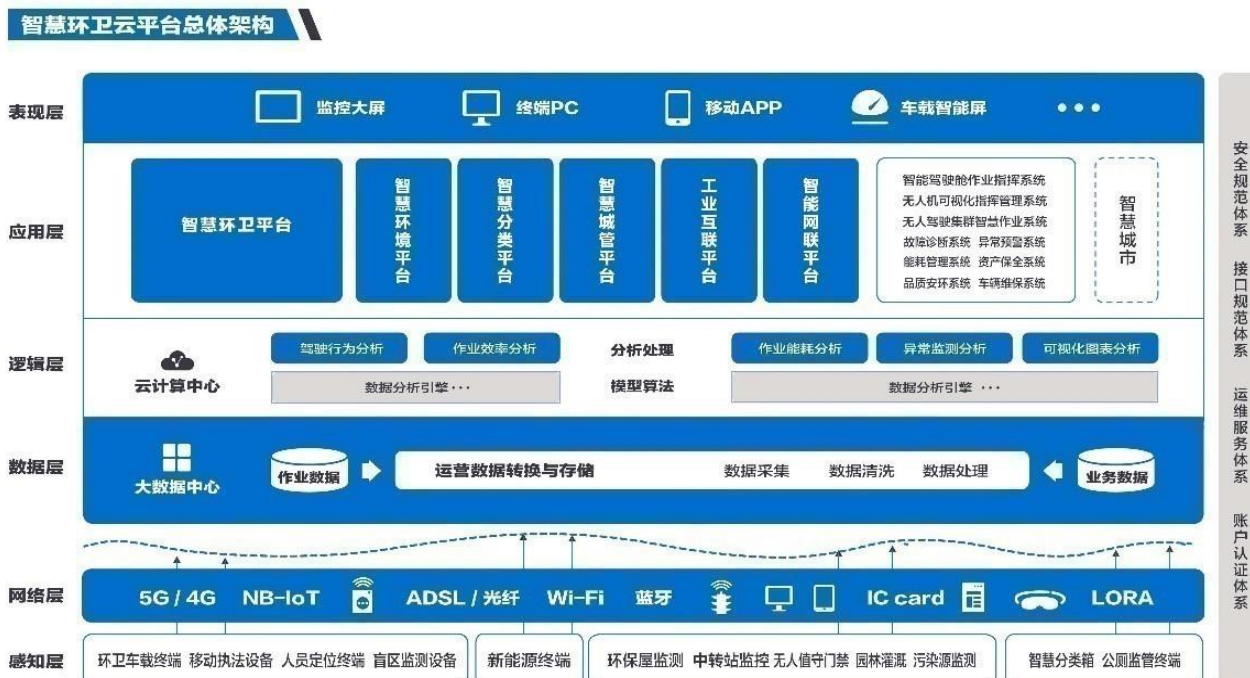 智慧环卫云平台总体架构
表现层
监控大屏
终端PC
移动APP
车载智能屏
应用层
智慧环卫平台
智慧环境平台
智慧分类平台
智慧城管平台
工业互联平台
智能网联平台
智能驾驶舱作业指挥系统
无人机可视化指挥管理系统
无人驾驶集群智慧作业系统
故障诊断系统 异常预警系统
能耗管理系统 资产保全系统
品质安环系统 车辆维保系统
智慧城市
逻辑层
云计算中心
驾驶行为分析
作业效率分析
分析处理
作业能耗分析
异常监测分析
可视化图表分析
数据分析引擎···
模型算法
数据分析引擎 ···
数据层
大数据中心
作业数据
运营数据转换与存储
数据采集
数据清洗
数据处理
业务数据
网络层
5G / 4G
NB-IoT
ADSL / 光纤
Wi-Fi
蓝牙
IC card
LORA
感知层
环卫车载终端 移动执法设备 人员定位终端 盲区监测设备
新能源终端
环保屋监测 中转站监控 无人值守门禁 园林灌溉 污染源监测
智慧分类箱 公厕监管终端
安全规范体系
接口规范体系
运维服务体系
账户认证体系